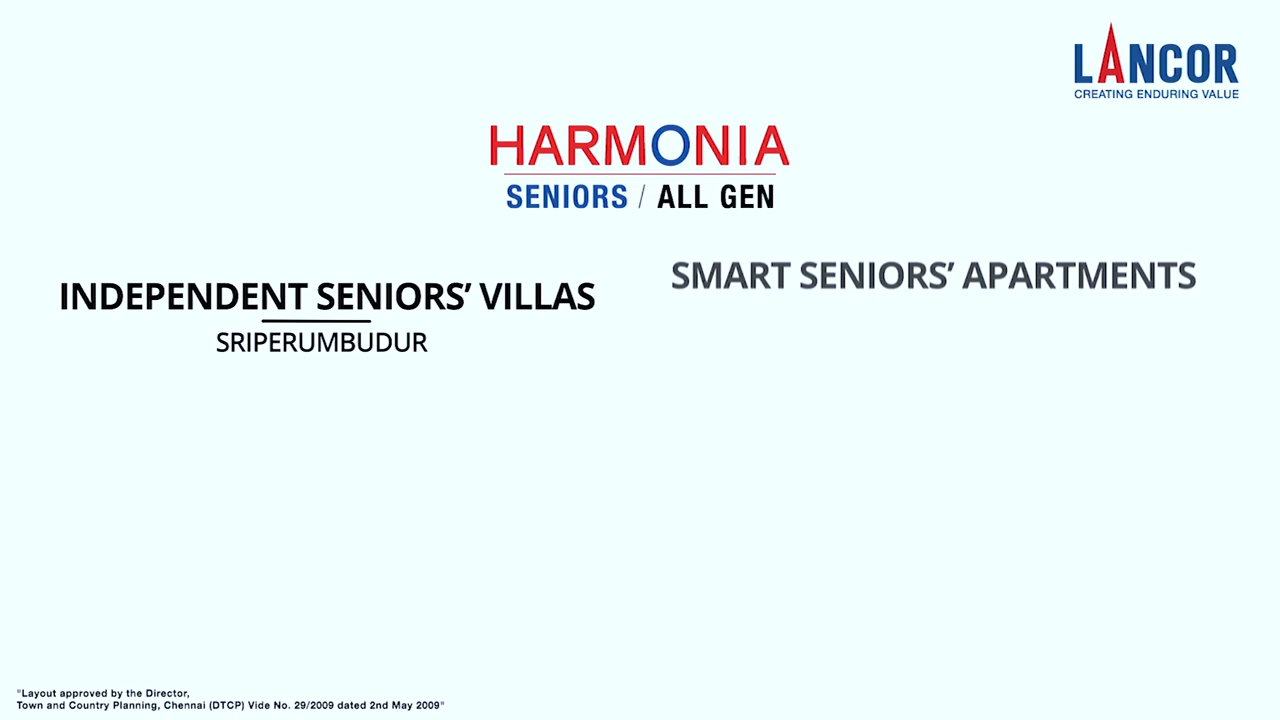 LANCOR
CREATING ENDURING VALUE
HARMONIA
SENIORS / ALL GEN
INDEPENDENT SENIORS’ VILLAS
SRIPERUMBUDUR
SMART SENIORS’ APARTMENTS
"Layout approved by the Director,
Town and Country Planning, Chennai (DTCP) Vide No. 29/2009 dated 2nd May 2009"